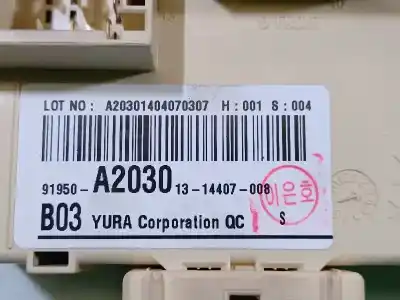 LOT NO : A20301404070307 H : 001 S : 004
91950- A2030 13-14407-008
이은호
B03 YURA Corporation QC S